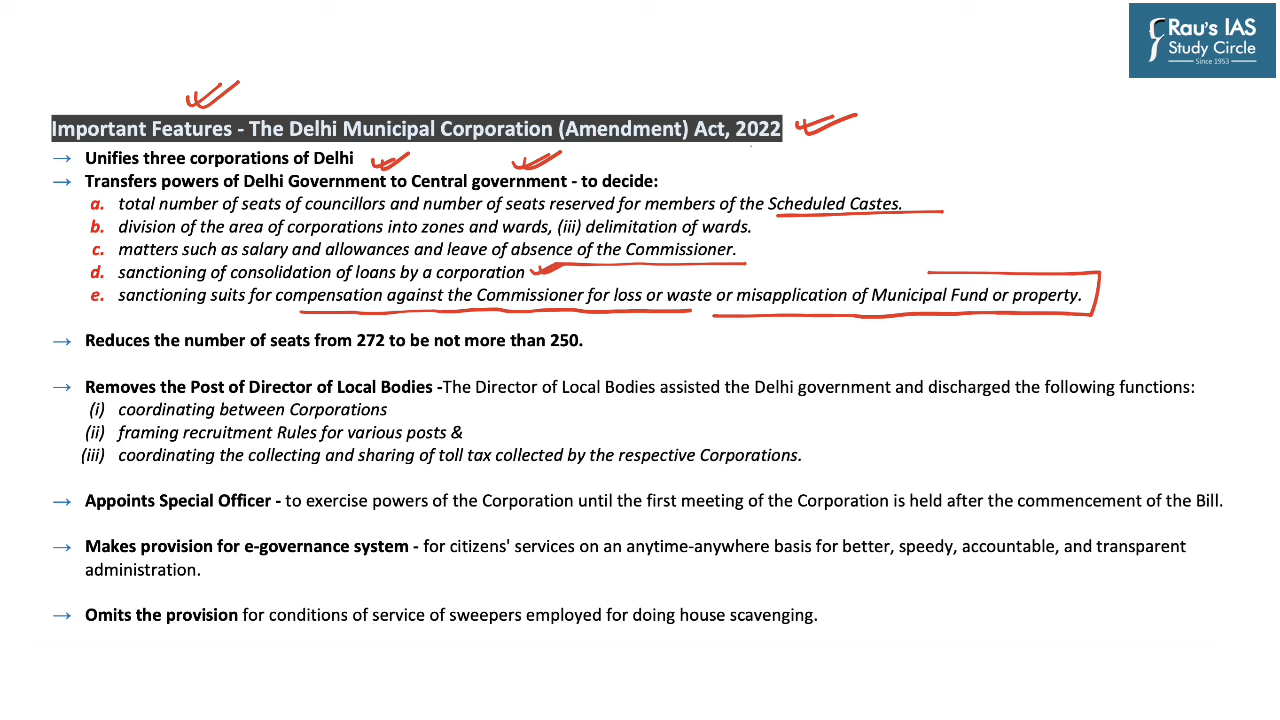 Rau's IAS
Study Circle
Since 1953
Important Features - The Delhi Municipal Corporation (Amendment) Act, 2022
→ Unifies three corporations of Delhi
→ Transfers powers of Delhi Government to Central government - to decide:
a. total number of seats of councillors and number of seats reserved for members of the Scheduled Castes.
b. division of the area of corporations into zones and wards, (iii) delimitation of wards.
c. matters such as salary and allowances and leave of absence of the Commissioner.
d. sanctioning of consolidation of loans by a corporation
e. sanctioning suits for compensation against the Commissioner for loss or waste or misapplication of Municipal Fund or property.
→ Reduces the number of seats from 272 to be not more than 250.
→ Removes the Post of Director of Local Bodies -The Director of Local Bodies assisted the Delhi government and discharged the following functions:
(i) coordinating between Corporations
(ii) framing recruitment Rules for various posts &
(iii) coordinating the collecting and sharing of toll tax collected by the respective Corporations.
→ Appoints Special Officer - to exercise powers of the Corporation until the first meeting of the Corporation is held after the commencement of the Bill.
→ Makes provision for e-governance system - for citizens' services on an anytime-anywhere basis for better, speedy, accountable, and transparent
administration.
→ Omits the provision for conditions of service of sweepers employed for doing house scavenging.